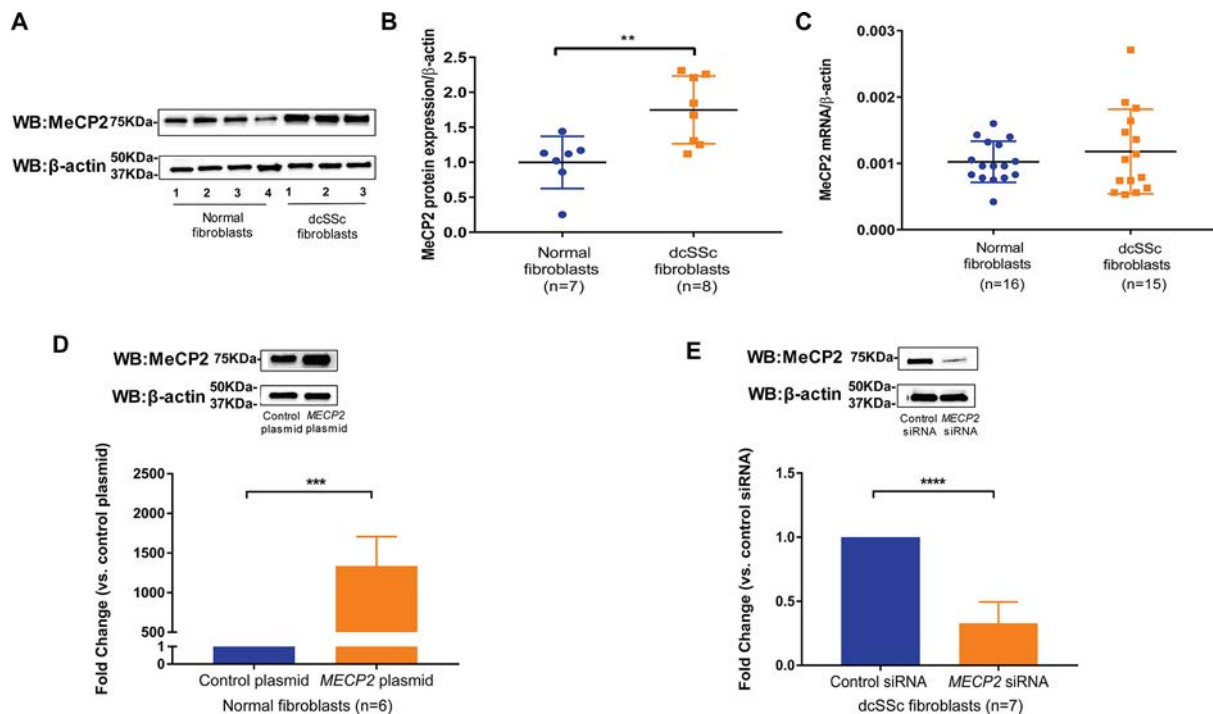 A
WB:MeCP2
75KDa-
WB:β-actin
50KDa-
37KDa-
1 2 3 4 1 2 3
Normal
fibroblasts
dcSSc
fibroblasts
B
**
MeCP2 protein expression/β-actin
2.5
2.0
1.5
1.0
0.5
0.0
Normal
fibroblasts
(n=7)
dcSSc
fibroblasts
(n=8)
C
MeCP2 mRNA/β-actin
0.003
0.002
0.001
0.000
Normal
fibroblasts
(n=16)
dcSSc
fibroblasts
(n=15)
D
WB:MeCP2
75KDa-
WB:β-actin
50KDa-
37KDa-
Control
plasmid
MECP2
plasmid
Fold Change (vs. control plasmid)
2500
2000
1500
1000
500
1
0
***
Control plasmid
MECP2 plasmid
Normal fibroblasts (n=6)
E
WB:MeCP2
75KDa-
WB:β-actin
50KDa-
37KDa-
Control
siRNA
MECP2
siRNA
Fold Change (vs. control siRNA)
1.5
1.0
0.5
0.0
****
Control siRNA
MECP2 siRNA
dcSSc fibroblasts (n=7)